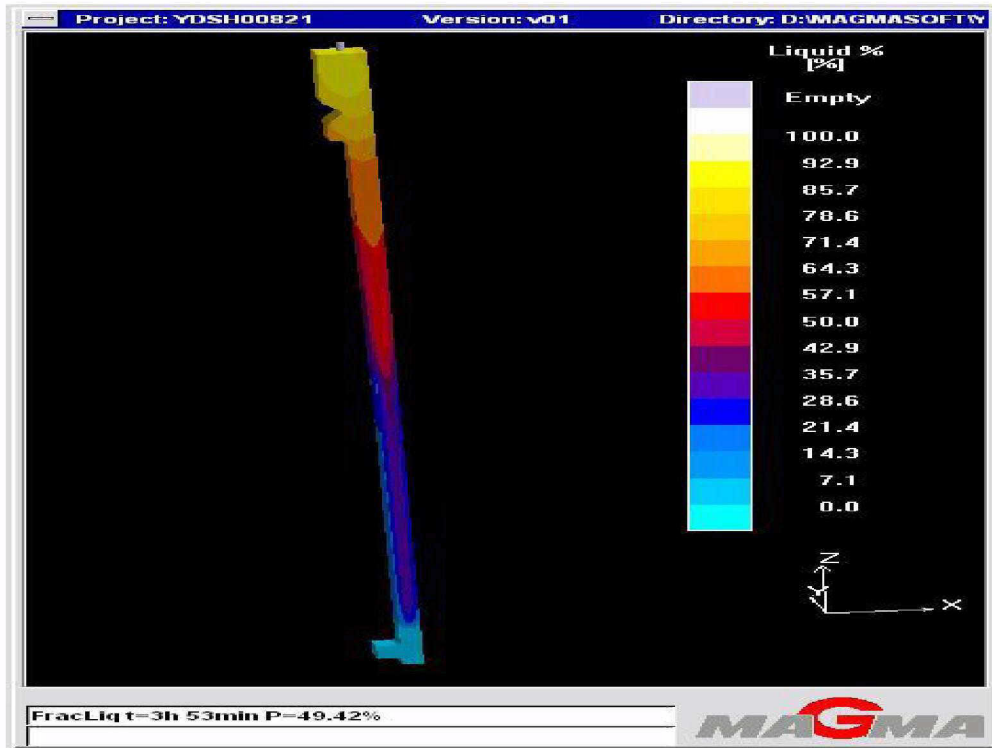 Project: YDSH00821 Version: v01 Directory: D:\MAGMASOFT\Y
Liquid %
[%]
Empty
100.0
92.9
85.7
78.6
71.4
64.3
57.1
50.0
42.9
35.7
28.6
21.4
14.3
7.1
0.0
Z
Y
X
FracLiq t=3h 53min P=49.42%
MAGMA